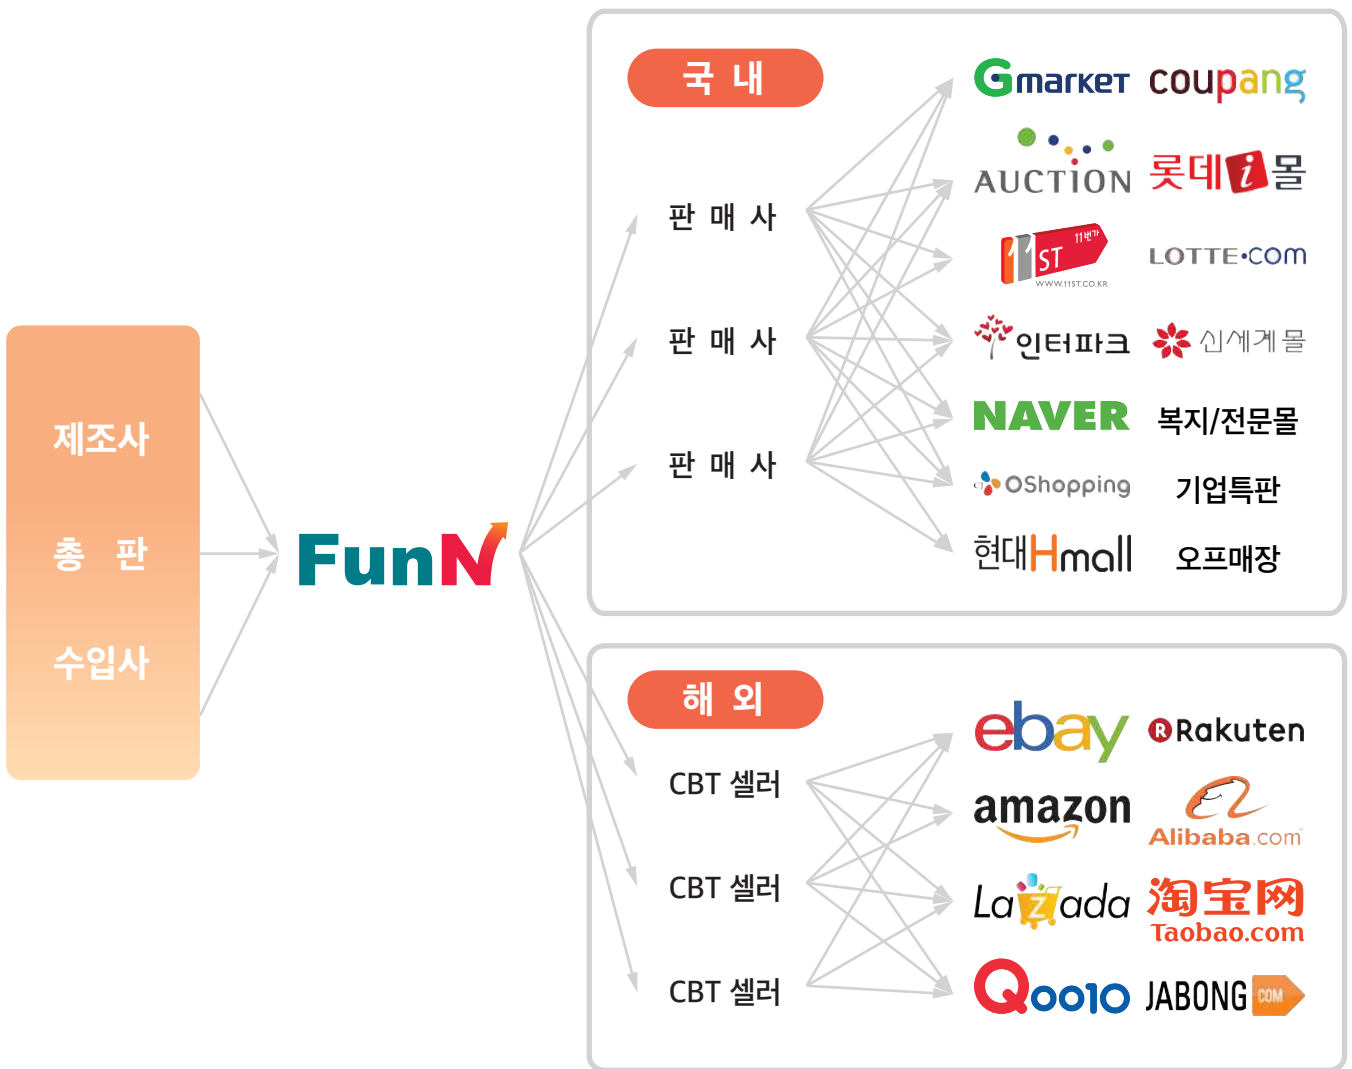 제조사
총 판
수입사
FunN
국 내
판 매 사
판 매 사
판 매 사
Gmarket coupang
AUCTION 롯데i몰
11ST 11번가
WWW.11ST.CO.KR
LOTTE•COM
인터파크 신세계몰
NAVER 복지/전문몰
CJ OShopping 기업특판
현대Hmall 오프매장
해 외
CBT 셀러
CBT 셀러
CBT 셀러
ebay Rakuten
amazon Alibaba.com
Lazada 淘宝网
Taobao.com
Qoo10 JABONG COM